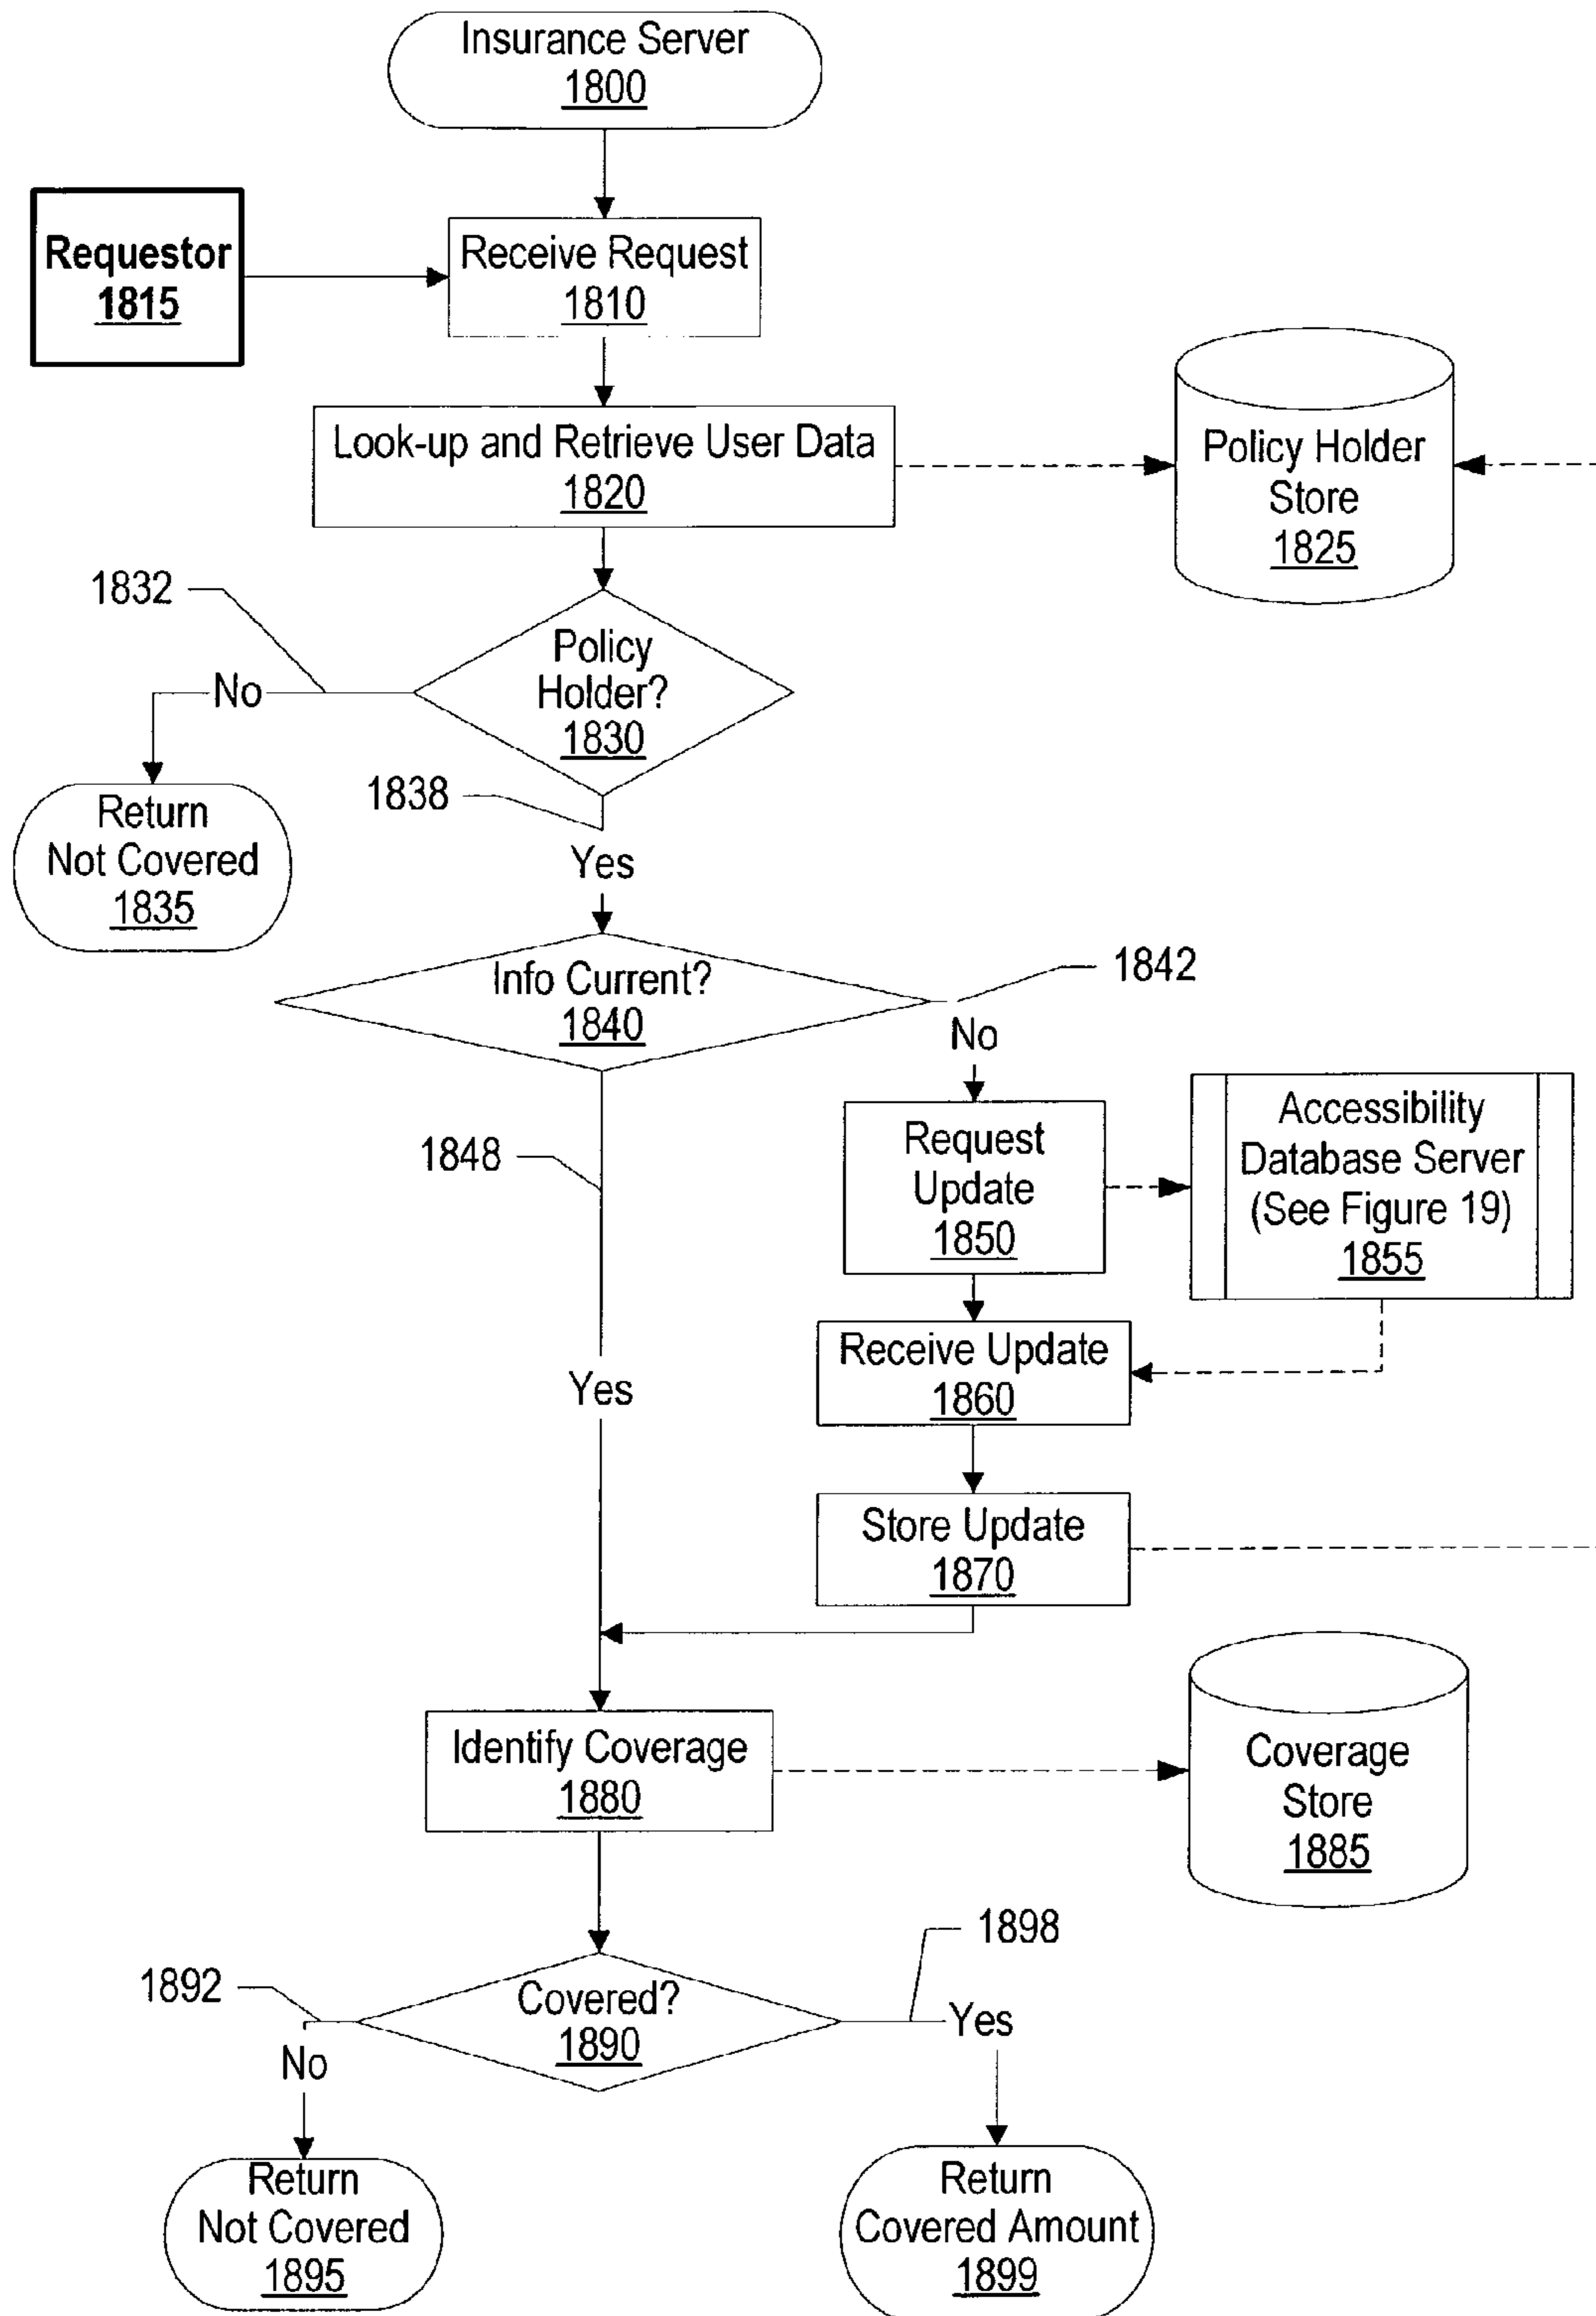 Insurance Server
1800
Requestor
1815
Receive Request
1810
Look-up and Retrieve User Data
1820
Policy Holder
Store
1825
1832
Policy
Holder?
1830
No
1838
Return
Not Covered
1835
Yes
Info Current?
1840
1842
No
1848
Request
Update
1850
Accessibility
Database Server
(See Figure 19)
1855
Receive Update
1860
Yes
Store Update
1870
Identify Coverage
1880
Coverage
Store
1885
1892
Covered?
1890
1898
Yes
No
Return
Not Covered
1895
Return
Covered Amount
1899